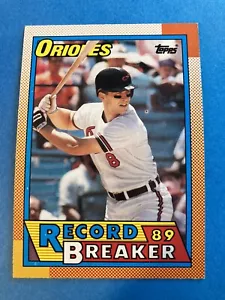 ORIOLES
Topps
8
RECORD 89
BREAKER